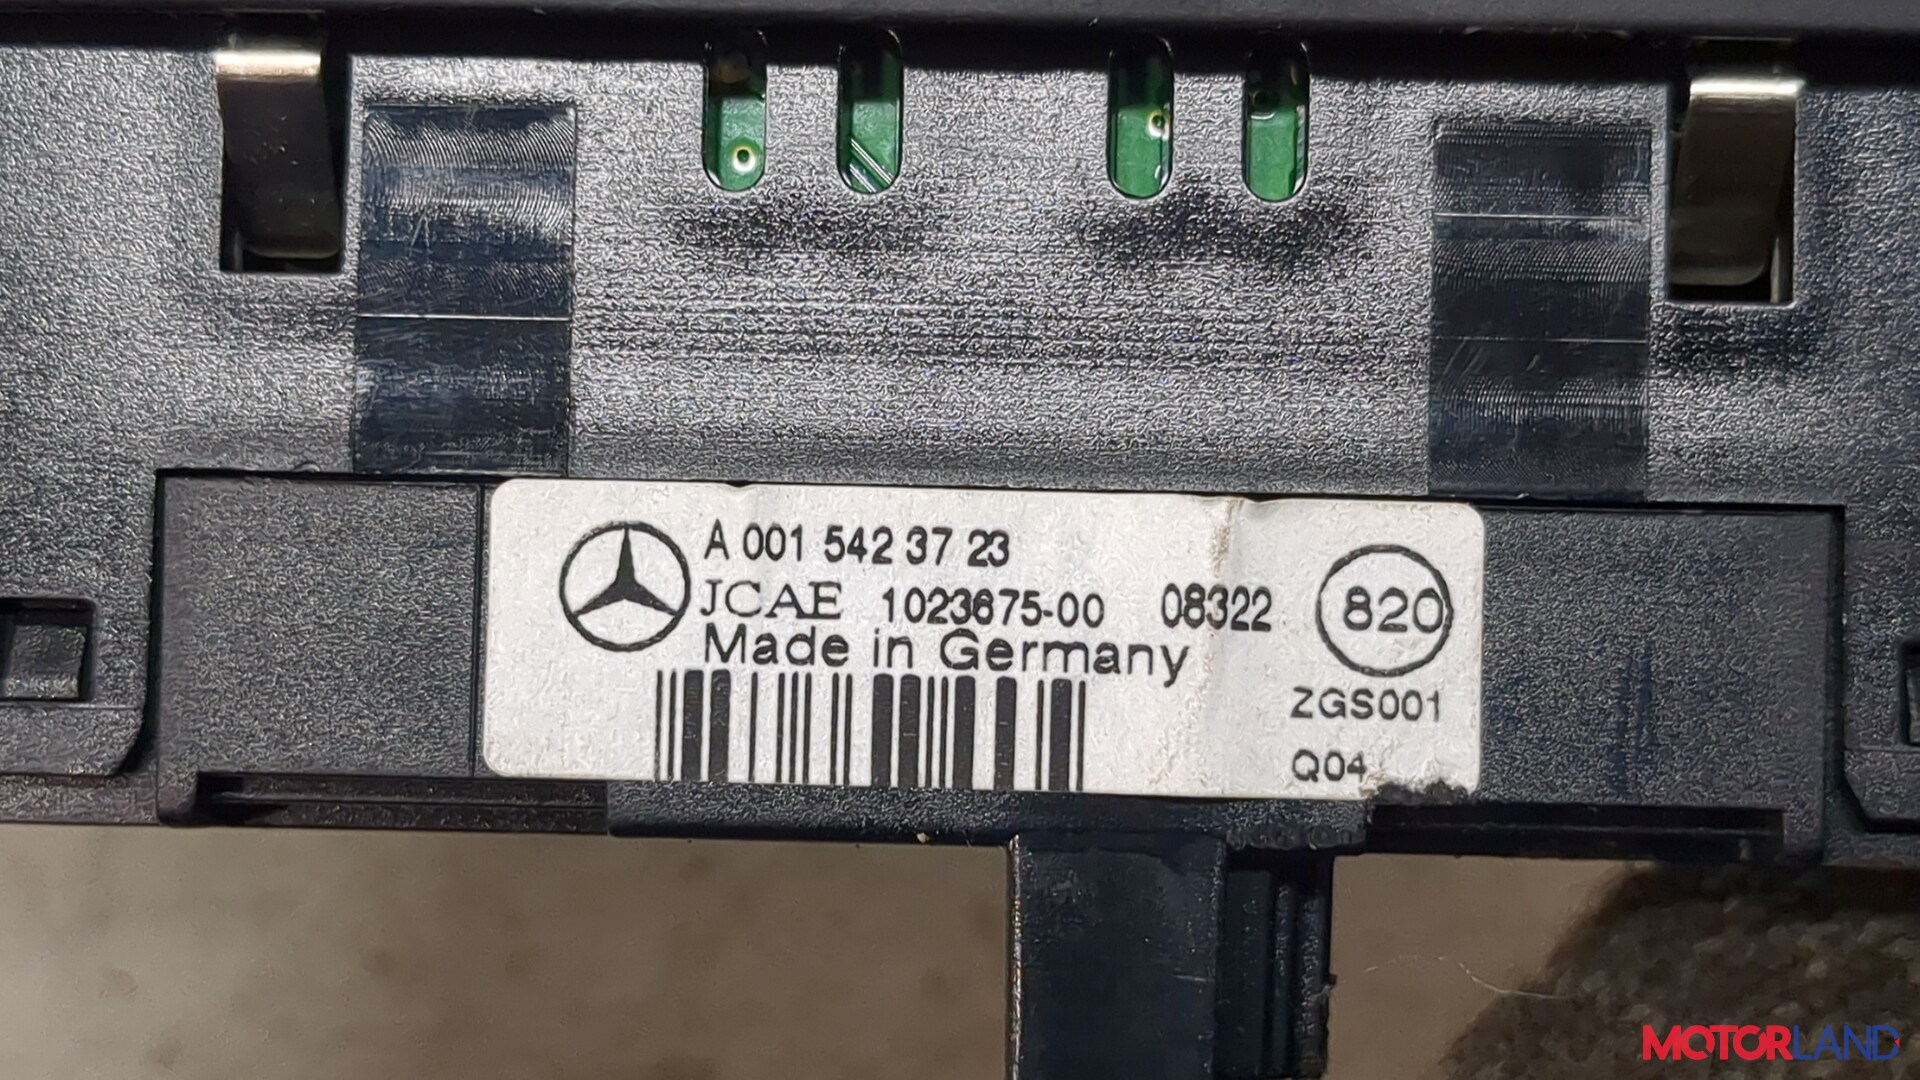 A 001 542 37 23
JCAE 1023675-00 08322 820
Made in Germany
ZGS001
Q04
MOTORLAND